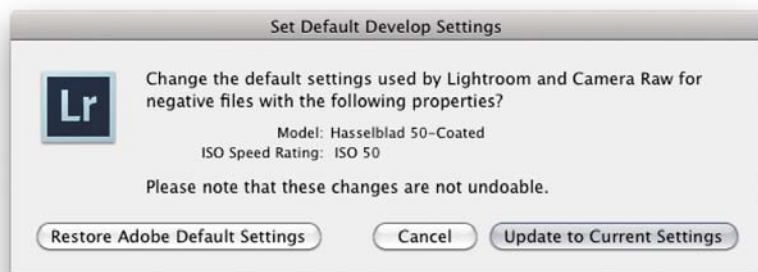 Set Default Develop Settings
Lr
Change the default settings used by Lightroom and Camera Raw for
negative files with the following properties?
Model: Hasselblad 50-Coated
ISO Speed Rating: ISO 50
Please note that these changes are not undoable.
Restore Adobe Default Settings
Cancel
Update to Current Settings